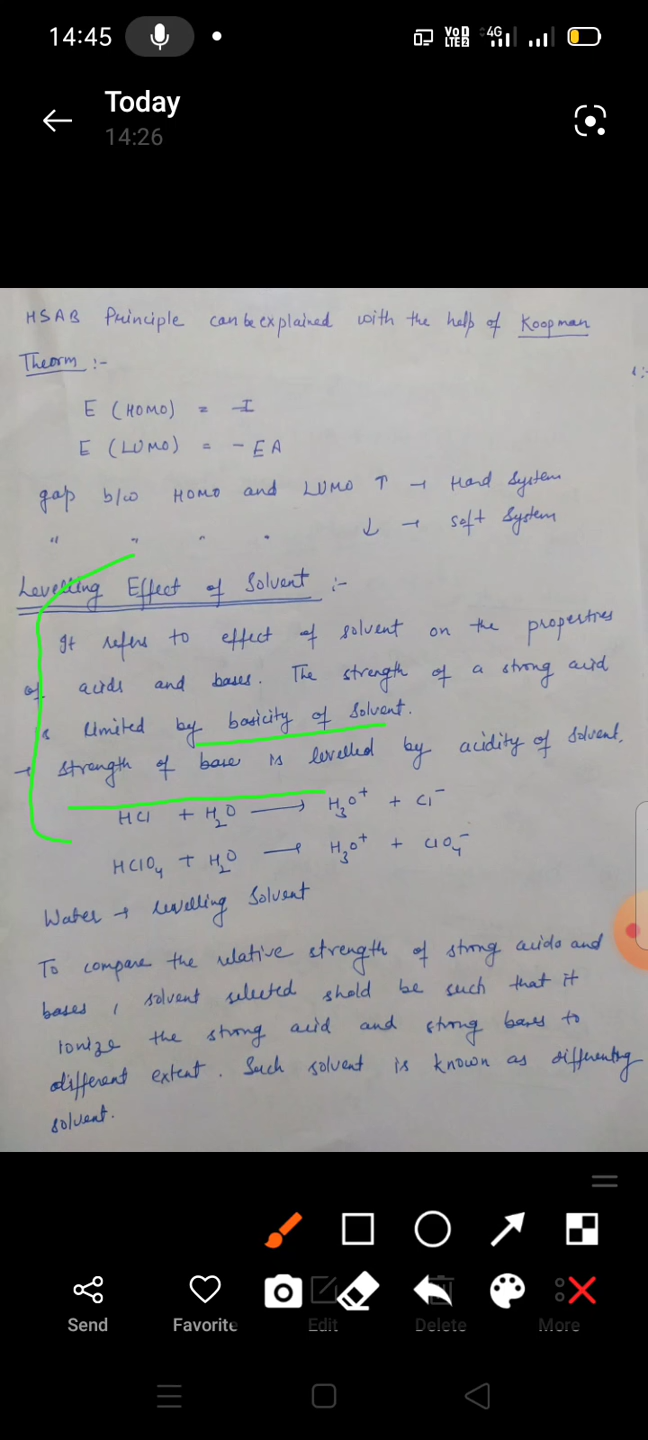 14:45
VoD
LTE 2
4G
Today
14:26
HSAB Principle can be explained with the help of Koopman
Theorm :-
E (HOMO) = -I
E (LUMO) = - EA
gap b/w HOMO and LUMO ↑ → Hard System
" " " " ↓ → Soft System
Levelling Effect of Solvent :-
It refers to effect of solvent on the properties
of acids and bases. The strength of a strong acid
is limited by basicity of solvent.
→ strength of base is levelled by acidity of solvent.
HCl + H₂O → H₃O⁺ + Cl⁻
HClO₄ + H₂O → H₃O⁺ + ClO₄⁻
Water → levelling Solvent
To compare the relative strength of strong acids and
bases, solvent selected shold be such that it
ionize the strong acid and strong bases to
different extent. Such solvent is known as differenting
solvent.
Send
Favorite
Edit
Delete
More